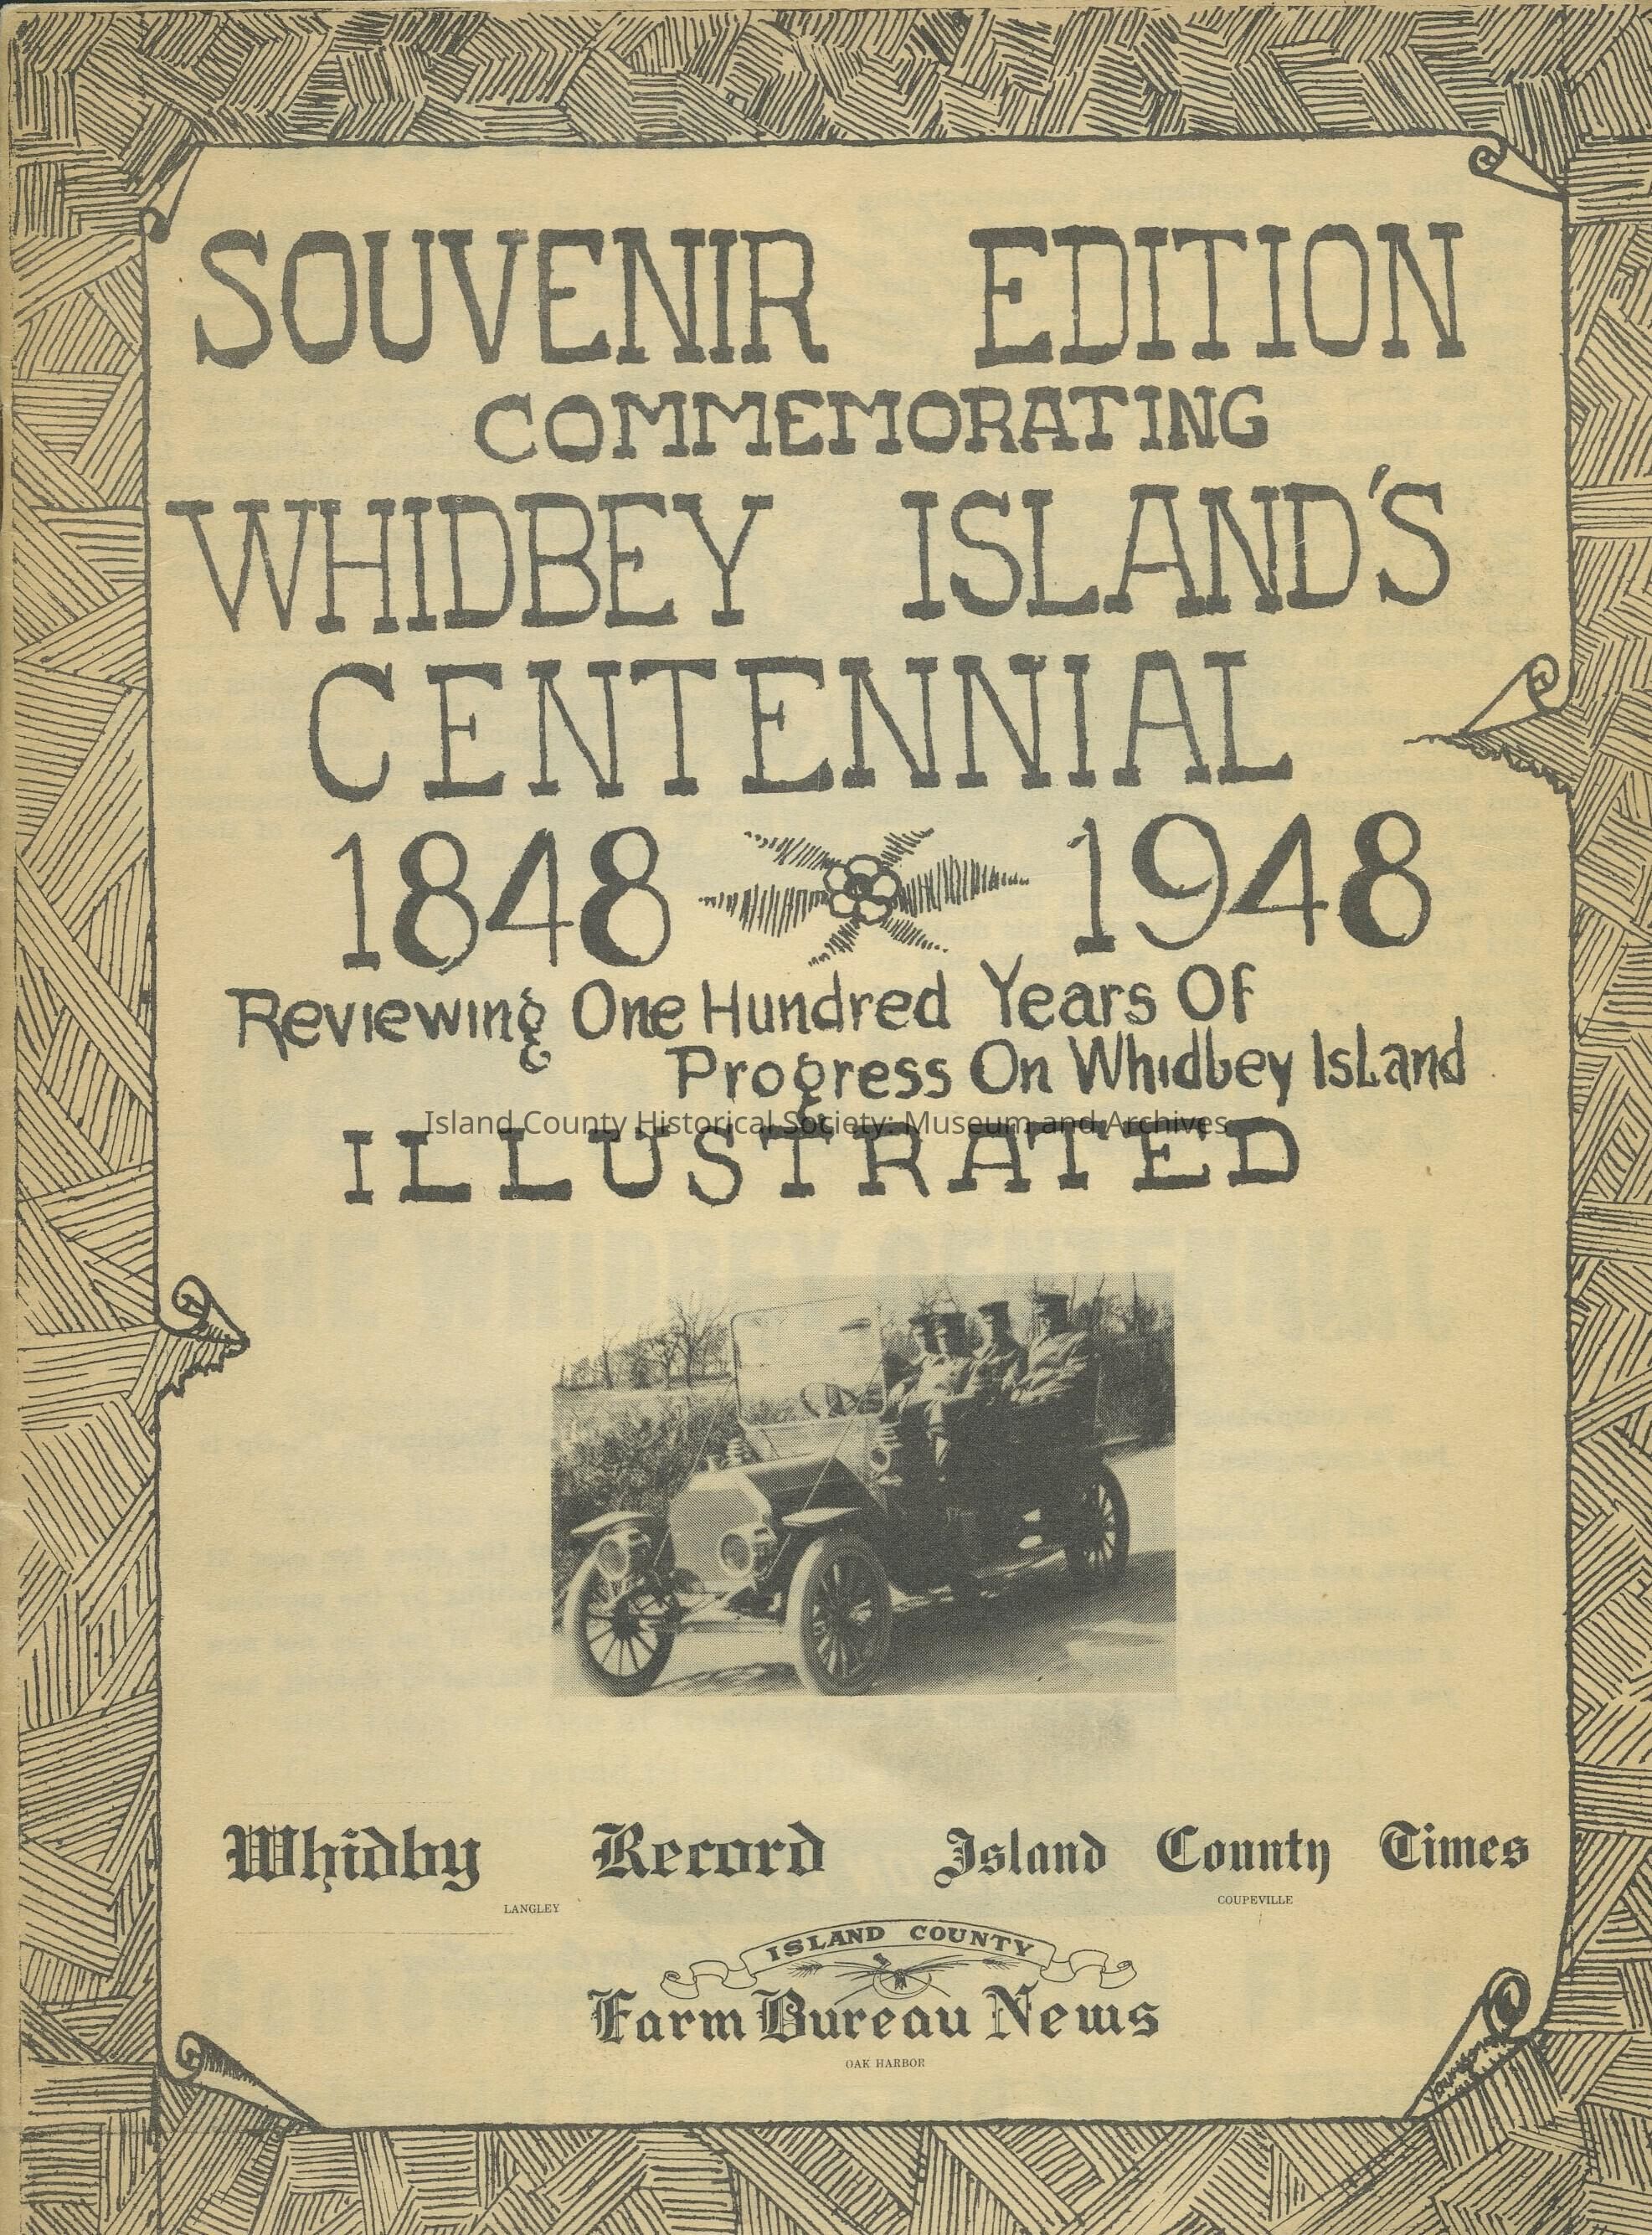 SOUVENIR EDITION
COMMEMORATING
WHIDBEY ISLAND'S
CENTENNIAL
1848 1948
Reviewing One Hundred Years Of
Progress On Whidbey Island
Island County Historical Society: Museum and Archives
ILLUSTRATED
Whidby Record Island County Times
LANGLEY COUPEVILLE
ISLAND COUNTY
Farm Bureau News
OAK HARBOR